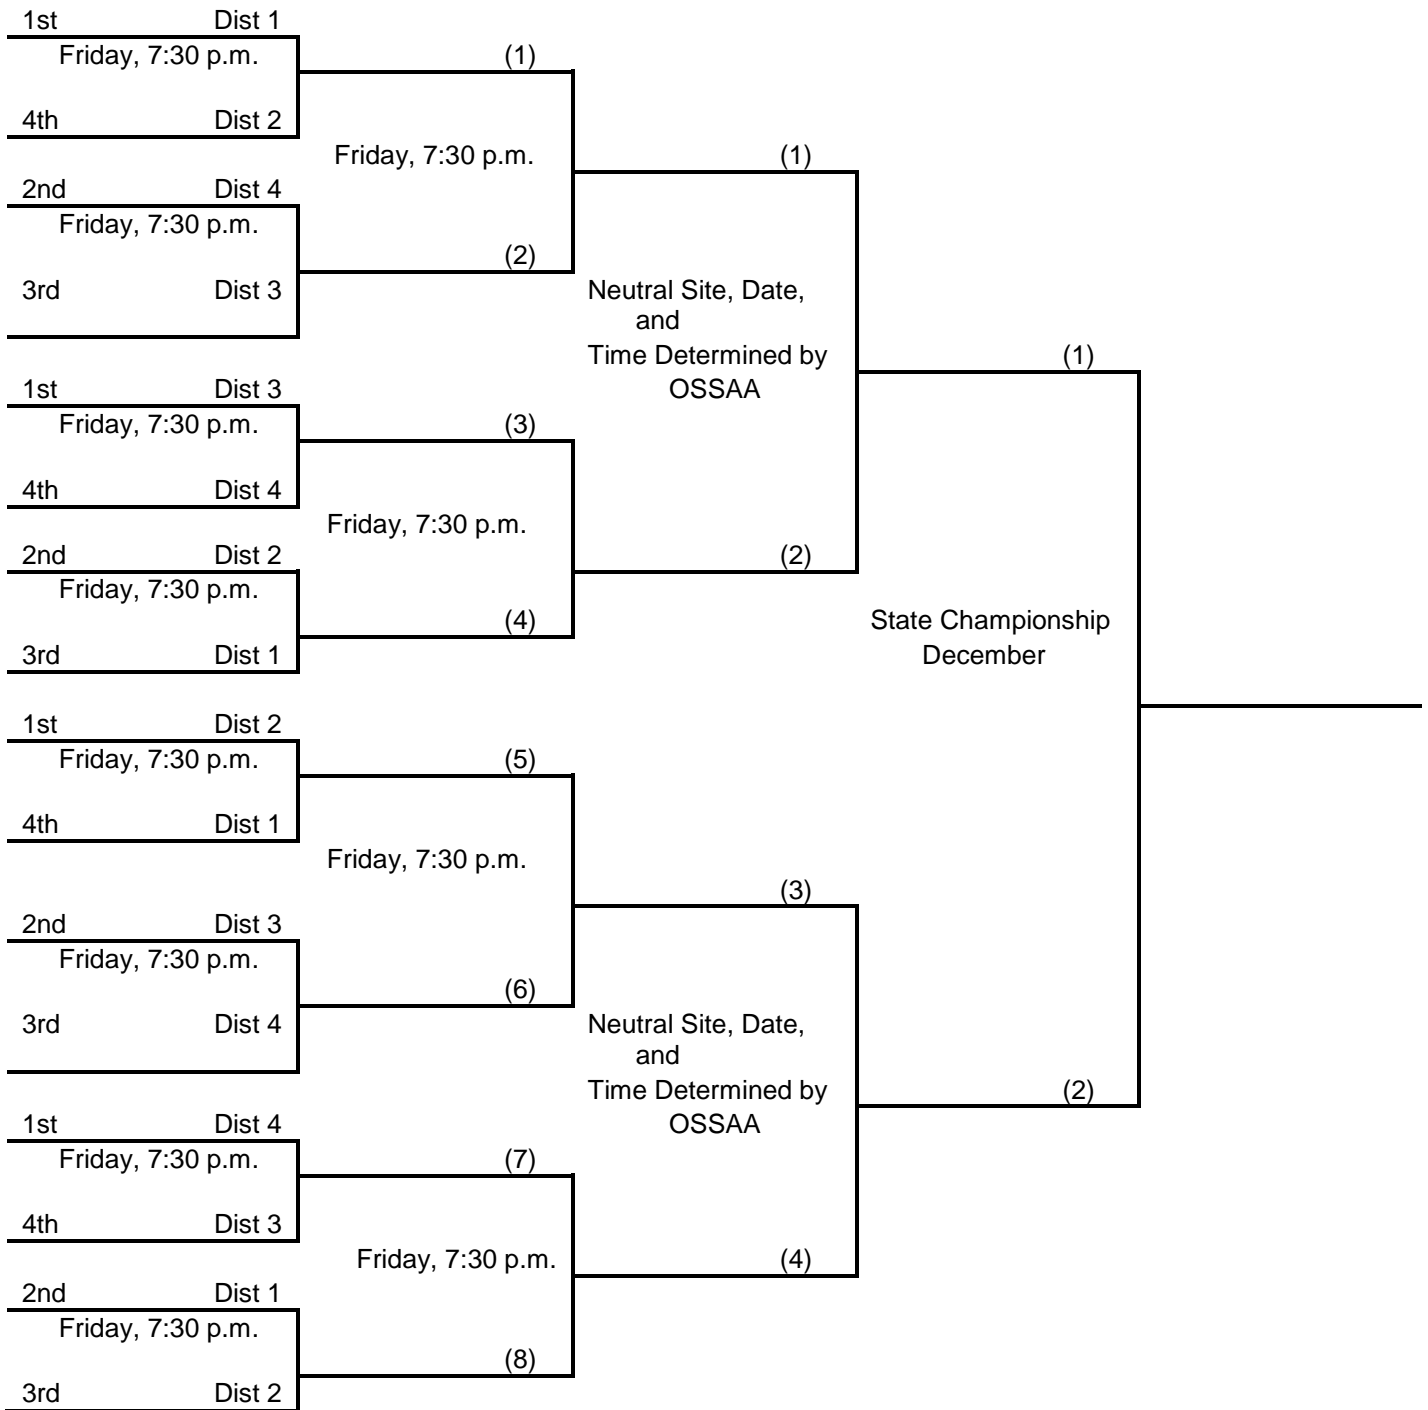 1st Dist 1
Friday, 7:30 p.m.
(1)
4th Dist 2
Friday, 7:30 p.m.
(1)
2nd Dist 4
Friday, 7:30 p.m.
(2)
3rd Dist 3
Neutral Site, Date,
and
Time Determined by
OSSAA
(1)
1st Dist 3
Friday, 7:30 p.m.
(3)
4th Dist 4
Friday, 7:30 p.m.
(2)
2nd Dist 2
Friday, 7:30 p.m.
(4)
3rd Dist 1
State Championship
December
1st Dist 2
Friday, 7:30 p.m.
(5)
4th Dist 1
Friday, 7:30 p.m.
(3)
2nd Dist 3
Friday, 7:30 p.m.
(6)
3rd Dist 4
Neutral Site, Date,
and
Time Determined by
OSSAA
(2)
1st Dist 4
Friday, 7:30 p.m.
(7)
4th Dist 3
Friday, 7:30 p.m.
(4)
2nd Dist 1
Friday, 7:30 p.m.
(8)
3rd Dist 2